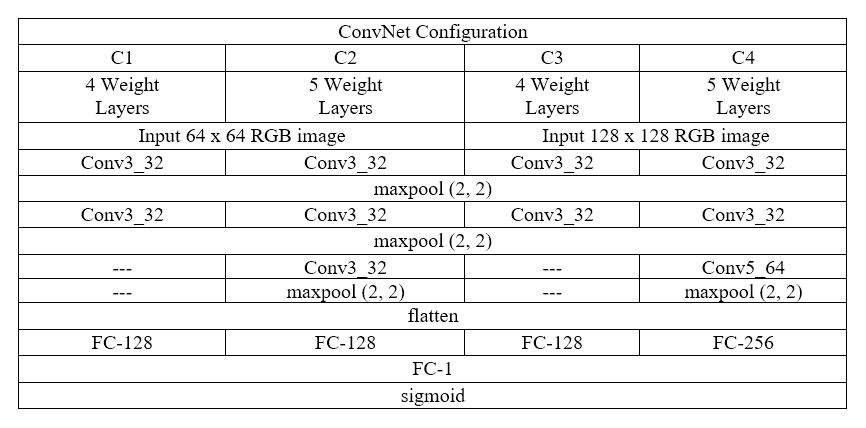 ConvNet Configuration
C1 C2 C3 C4
4 Weight Layers 5 Weight Layers 4 Weight Layers 5 Weight Layers
Input 64 x 64 RGB image Input 128 x 128 RGB image
Conv3_32 Conv3_32 Conv3_32 Conv3_32
maxpool (2, 2)
Conv3_32 Conv3_32 Conv3_32 Conv3_32
maxpool (2, 2)
--- Conv3_32 --- Conv5_64
--- maxpool (2, 2) --- maxpool (2, 2)
flatten
FC-128 FC-128 FC-128 FC-256
FC-1
sigmoid